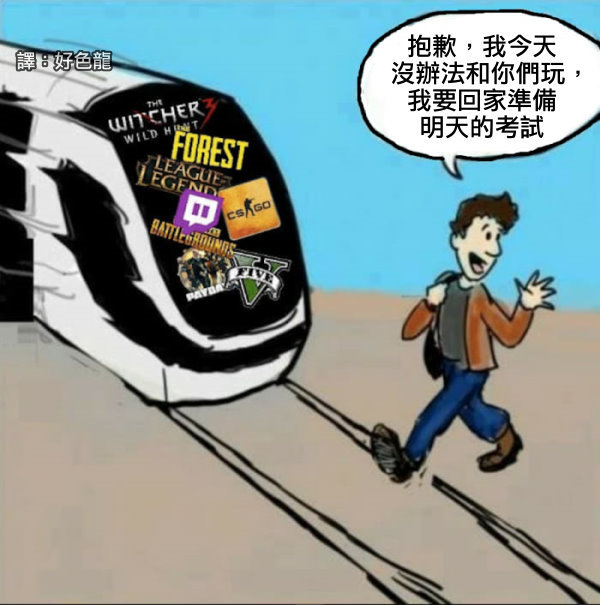 譯：好色龍
抱歉，我今天
沒辦法和你們玩，
我要回家準備
明天的考試
THE
WITCHER 3
WILD HUNT
THE
FOREST
LEAGUE OF
LEGENDS
CS GO
BATTLEGROUNDS
PAYDAY
FIVE
V